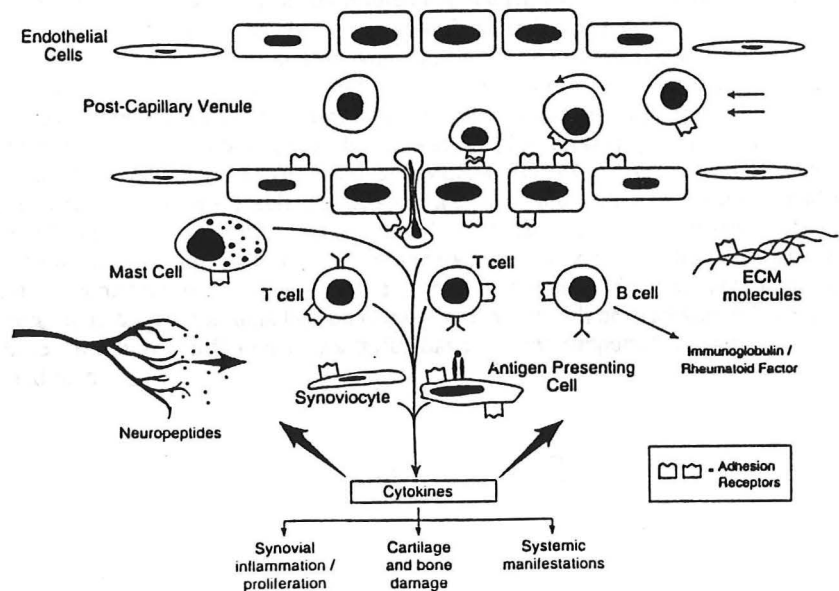 Endothelial
Cells
Post-Capillary Venule
Mast Cell
T cell
T cell
B cell
ECM
molecules
Immunoglobulin /
Rheumatoid Factor
Synoviocyte
Antigen Presenting
Cell
Neuropeptides
Cytokines
- Adhesion
Receptors
Synovial
inflammation /
proliferation
Cartilage
and bone
damage
Systemic
manifestations